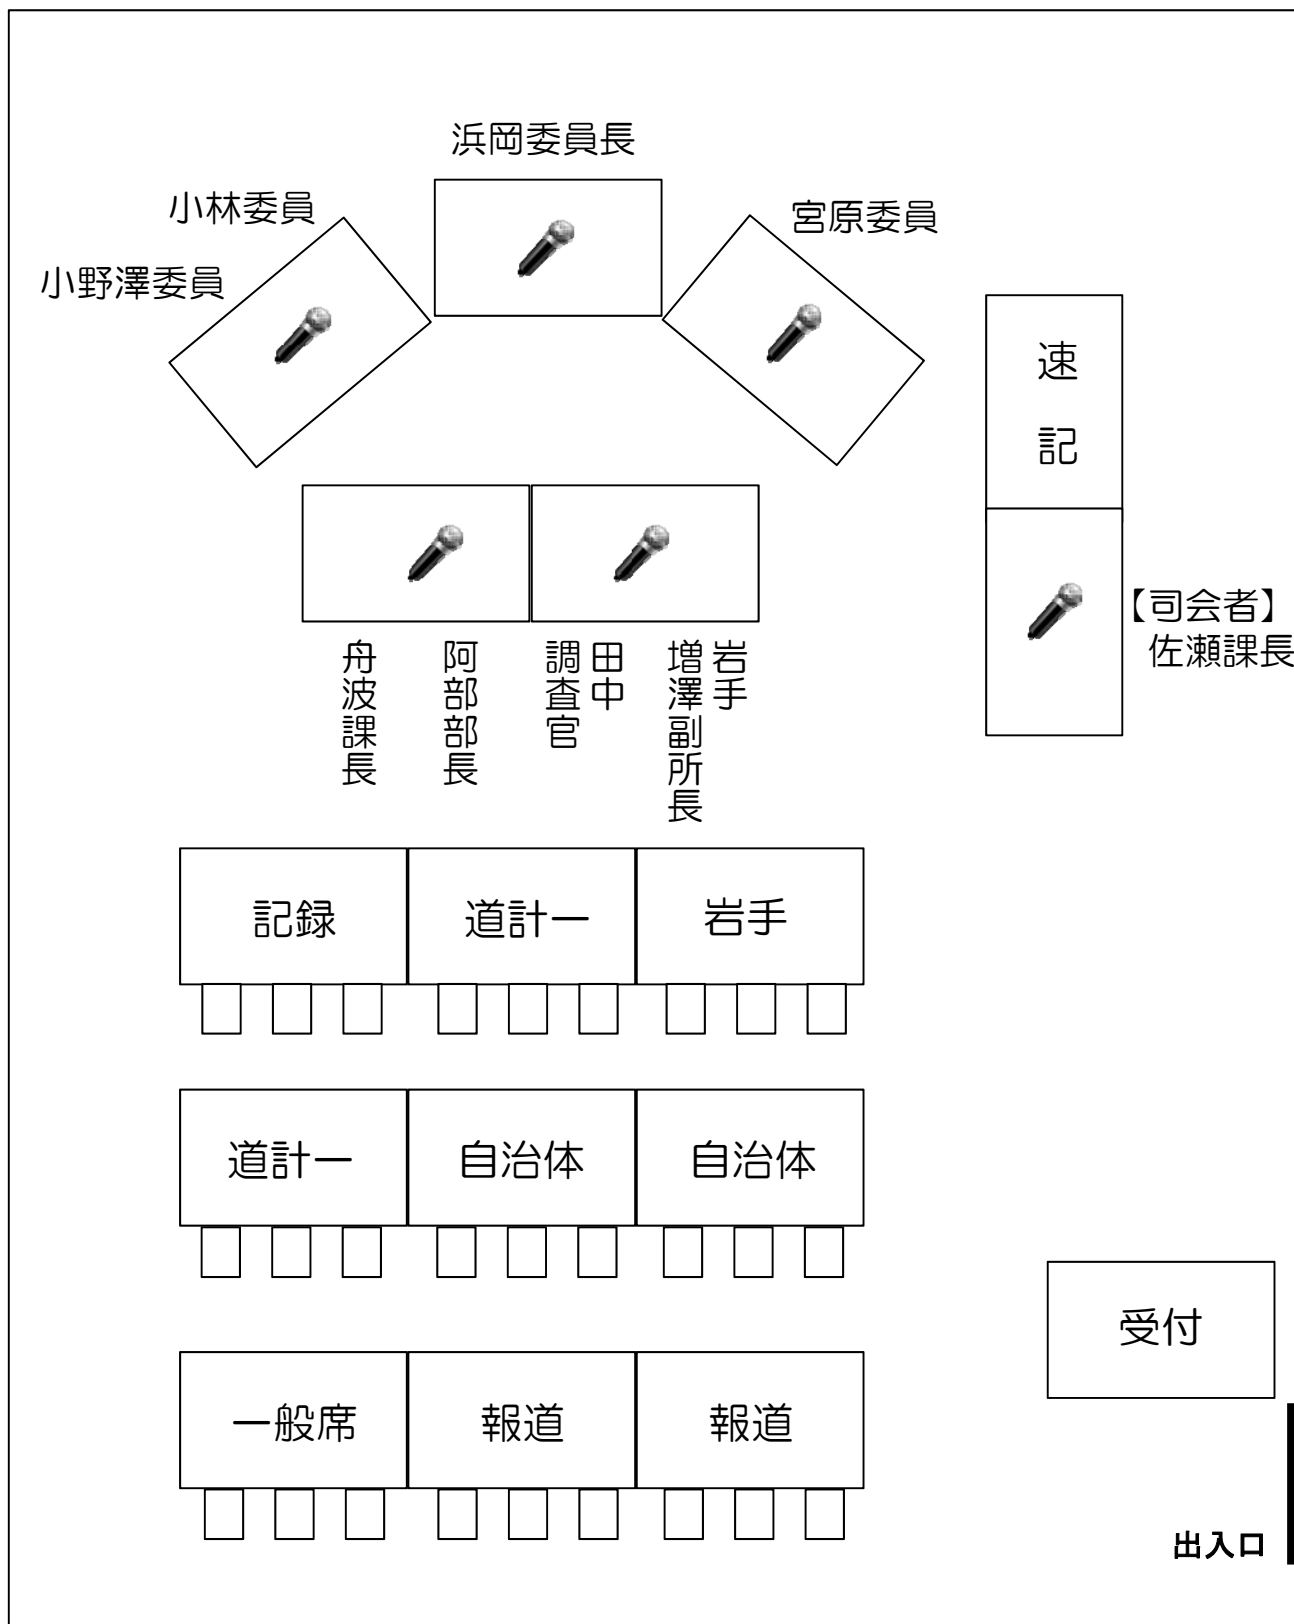 浜岡委員長
小林委員
宮原委員
小野澤委員
速
記
【司会者】
佐瀬課長
舟波課長
阿部部長
田中
調査官
岩手
増澤副所長
記録
道計一
岩手
道計一
自治体
自治体
受付
一般席
報道
報道
出入口